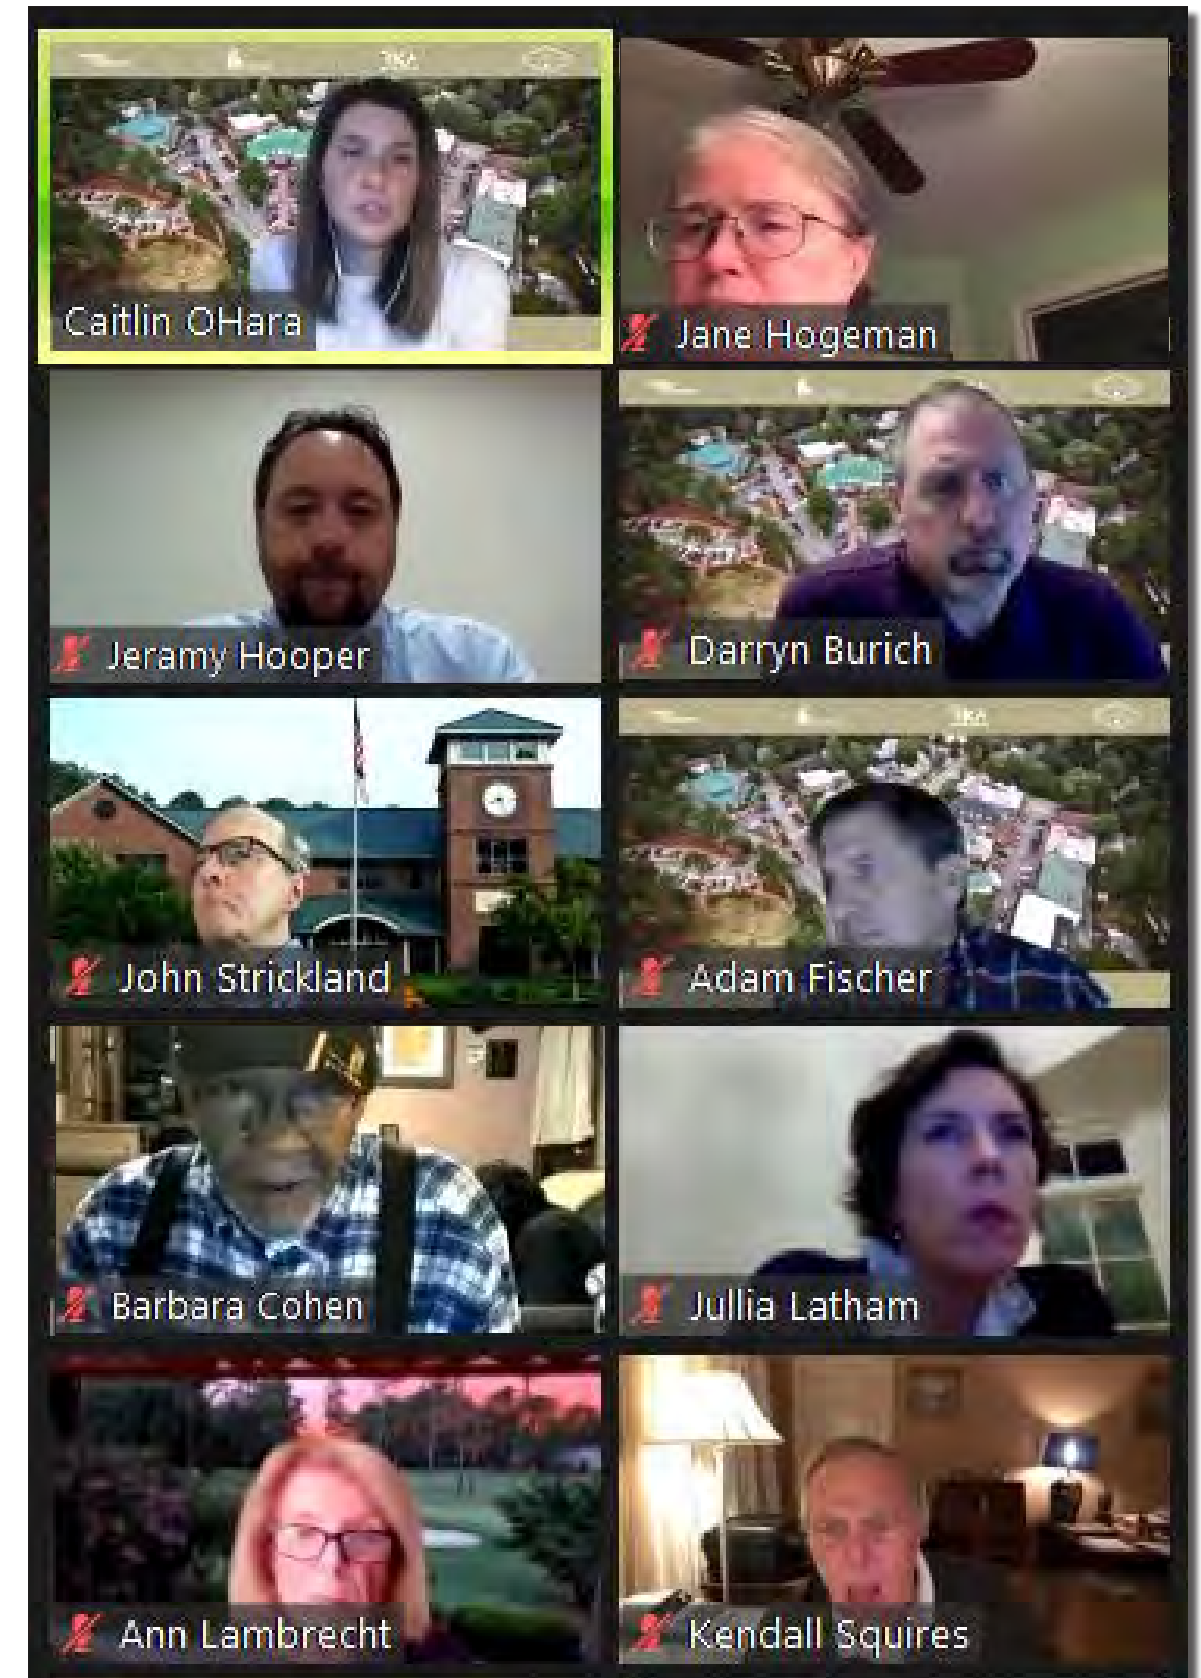 Caitlin OHara
Jane Hogeman
Jeramy Hooper
Darryn Burich
John Strickland
Adam Fischer
Barbara Cohen
Jullia Latham
Ann Lambrecht
Kendall Squires